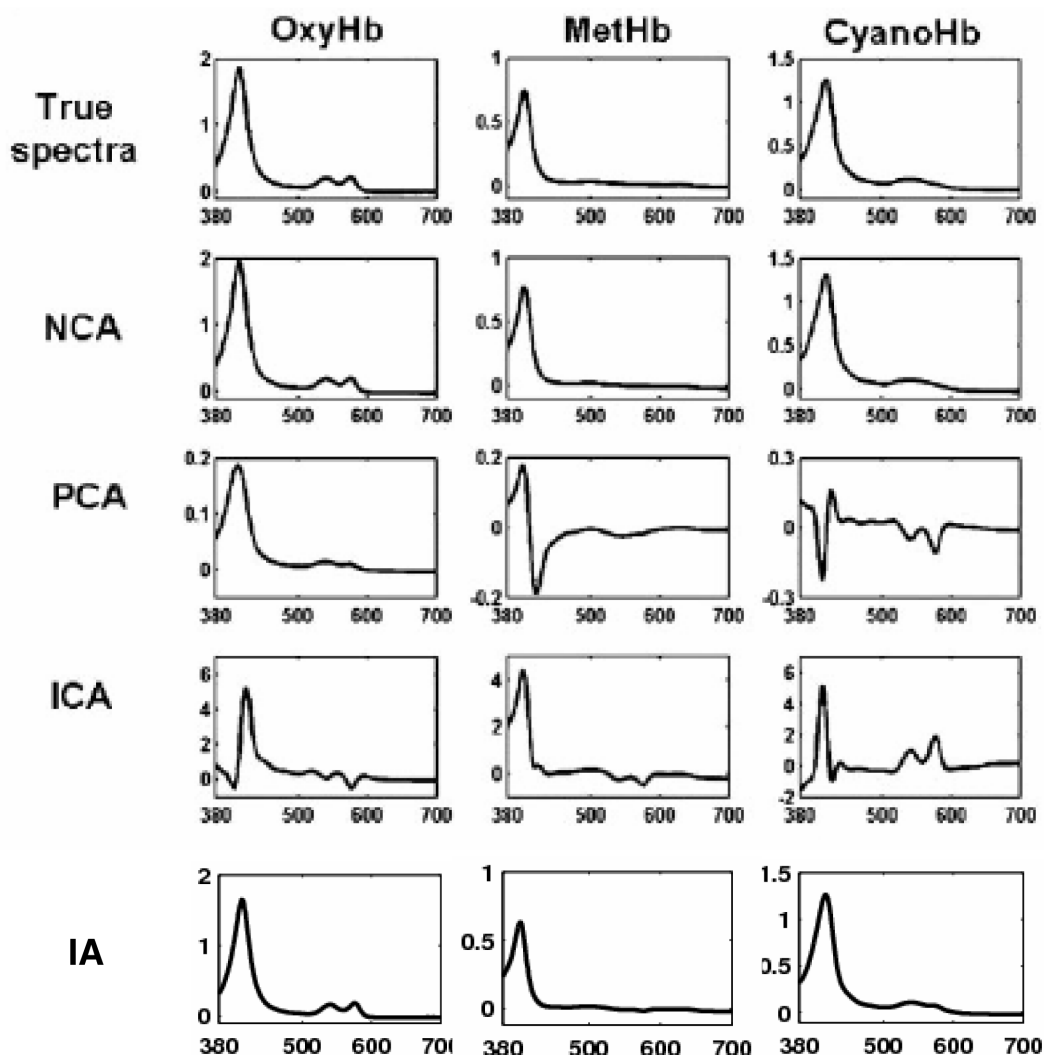 OxyHb MetHb CyanoHb
True spectra
2 1 0 380 500 600 700
1 0.5 0 380 500 600 700
1.5 1 0.5 0 380 500 600 700
NCA
2 1 0 380 500 600 700
1 0.5 0 380 500 600 700
1.5 1 0.5 0 380 500 600 700
PCA
0.2 0.1 0 380 500 600 700
0.2 0 -0.2 380 500 600 700
0.3 0 -0.3 380 500 600 700
ICA
6 4 2 0 380 500 600 700
4 2 0 380 500 600 700
6 4 2 0 -2 380 500 600 700
IA
2 1 0 380 500 600 700
1 0.5 0 380 500 600 700
1.5 1 0.5 0 380 500 600 700